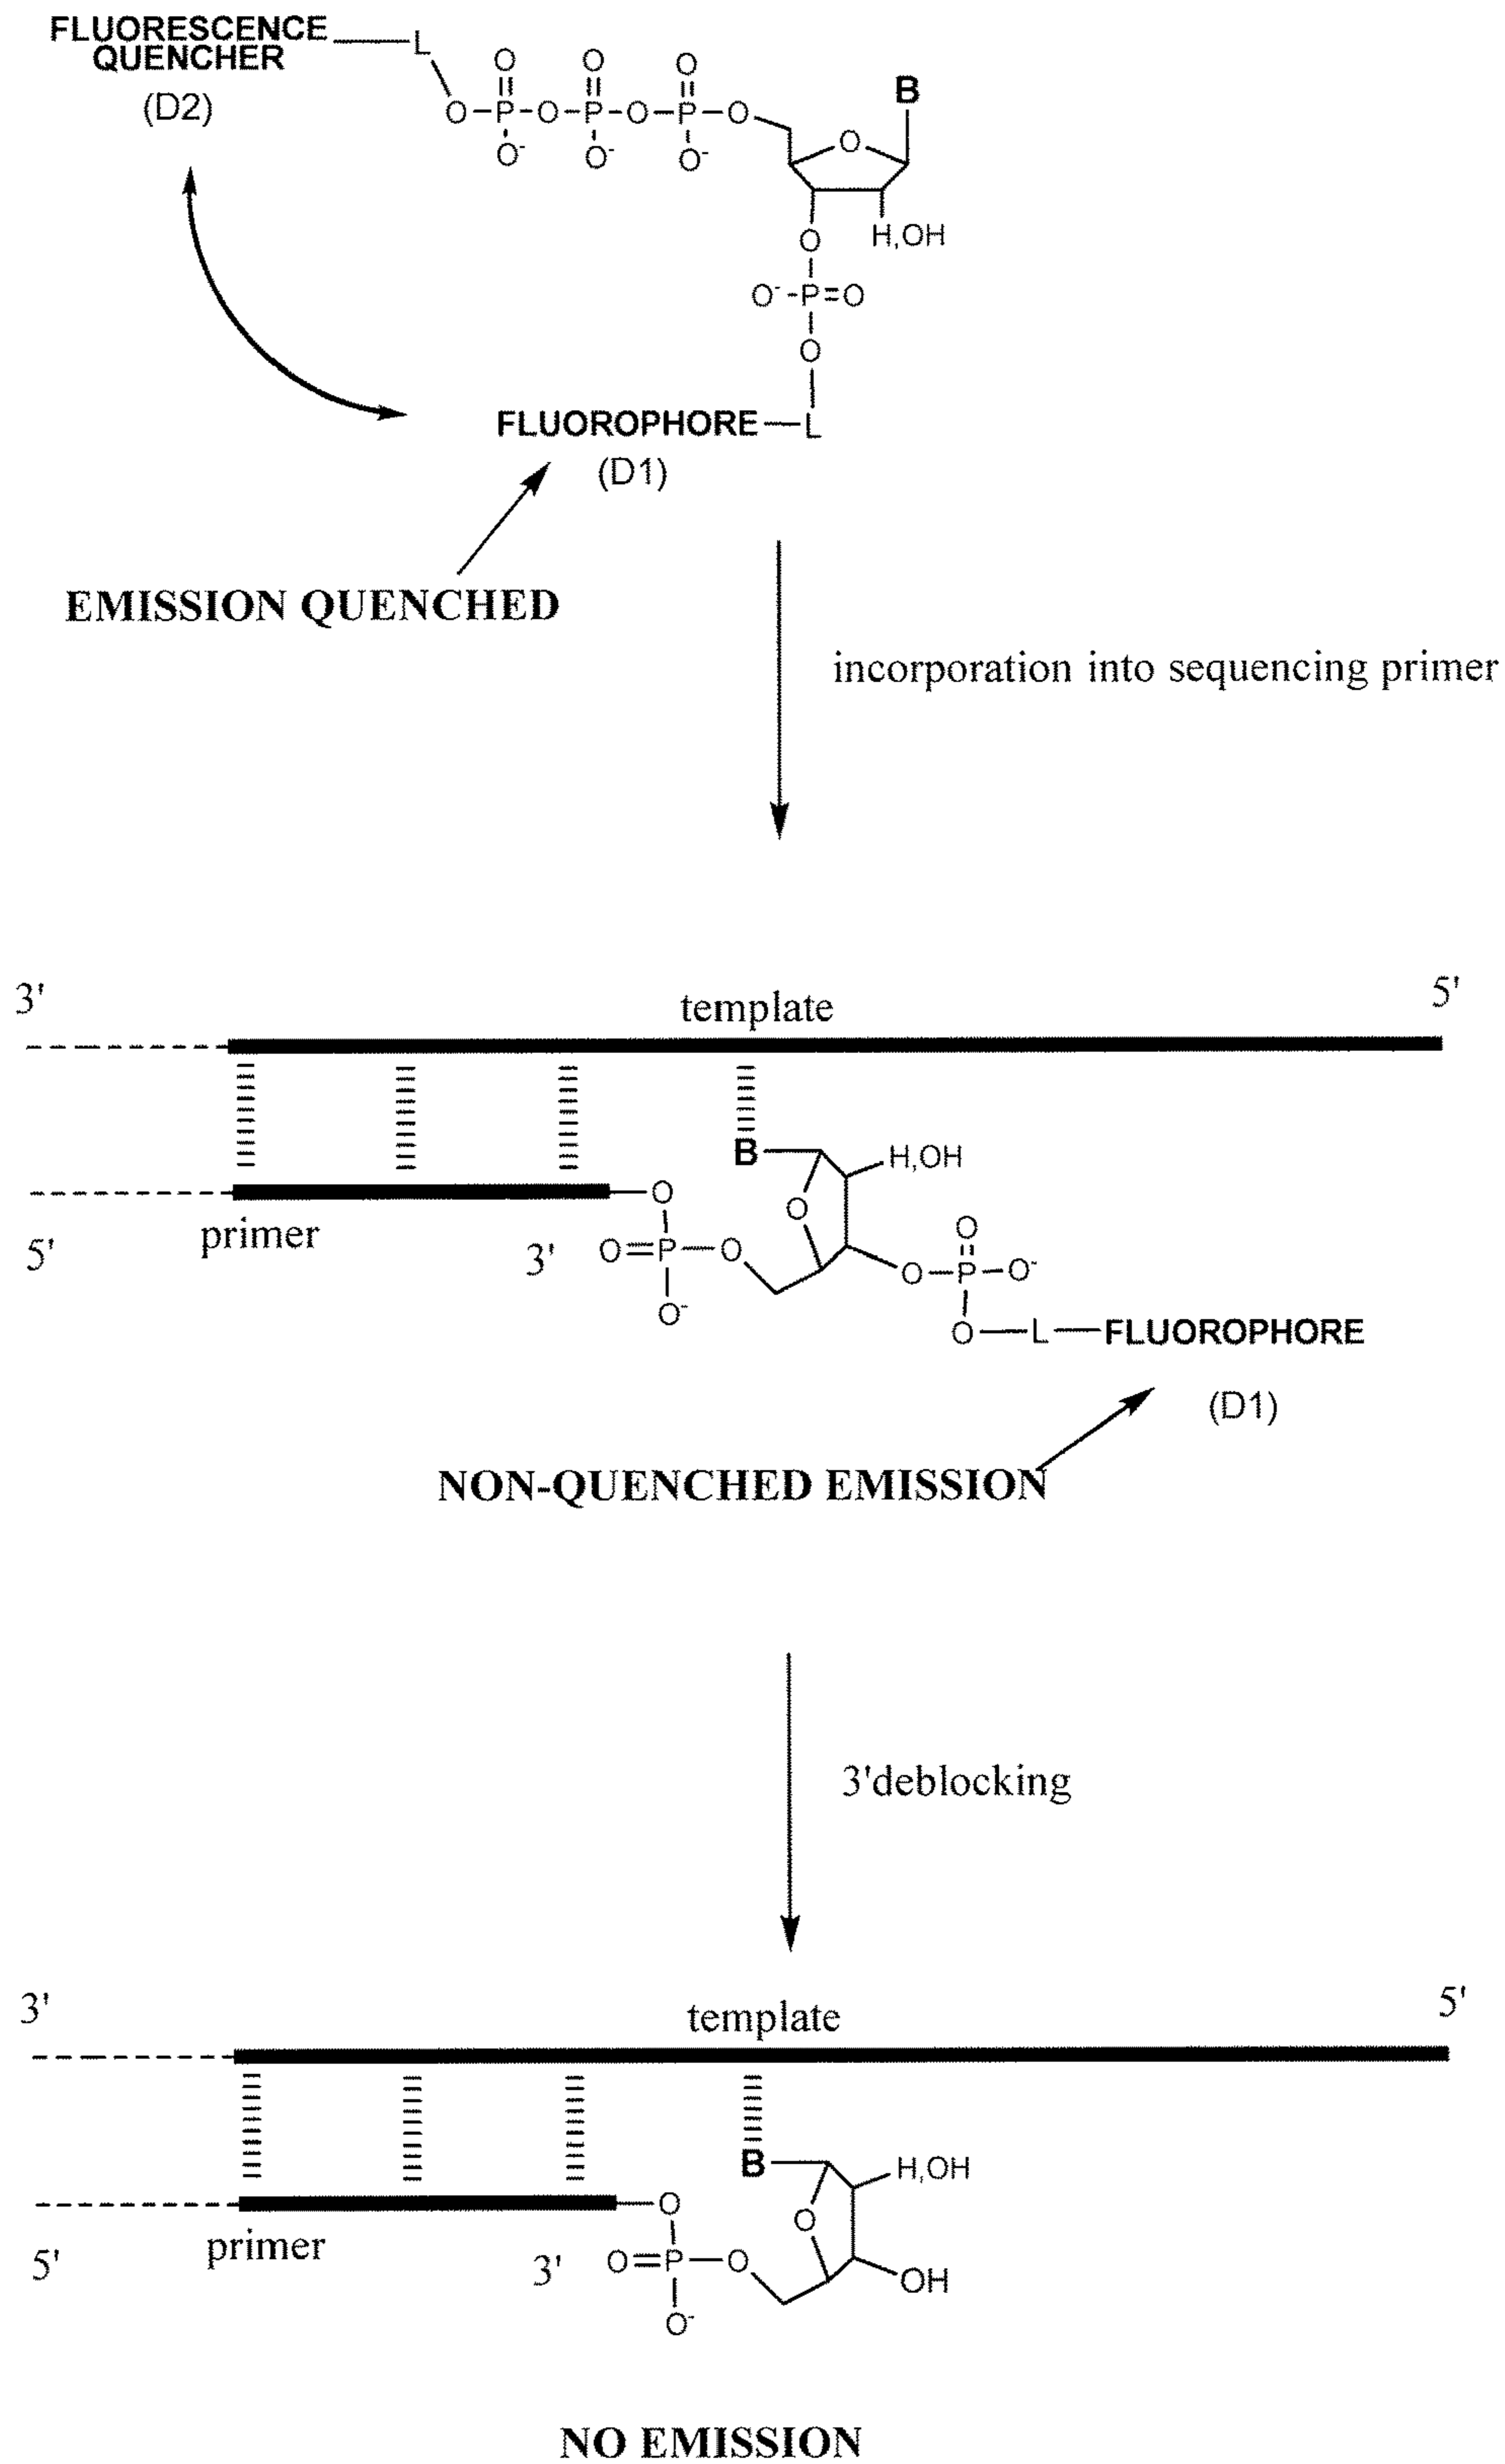 FLUORESCENCE
QUENCHER
(D2)
L
O O O
O-P-O-P-O-P-O
O- O- O-
B
O
H,OH
O
O- -P=O
O
FLUOROPHORE—L
(D1)
EMISSION QUENCHED
incorporation into sequencing primer
3' template 5'
B H,OH
O
O
primer
5' 3'
O=P—O
O-
O
O—P—O-
O—L—FLUOROPHORE
(D1)
NON-QUENCHED EMISSION
3'deblocking
3' template 5'
B H,OH
O
O
primer
5' 3'
O=P—O
OH
O-
NO EMISSION